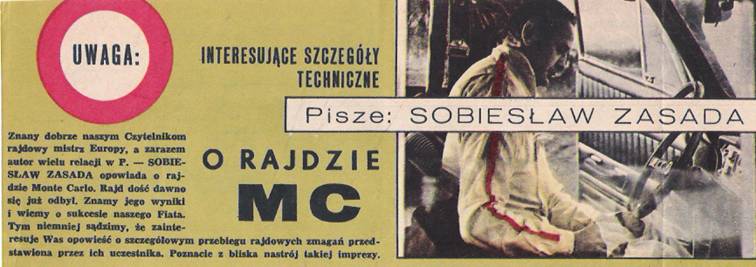 UWAGA:
INTERESUJĄCE SZCZEGÓŁY
TECHNICZNE
Pisze: SOBIESŁAW ZASADA
O RAJDZIE
MC
Znany dobrze naszym Czytelnikom
rajdowy mistrz Europy, a zarazem
autor wielu relacji w P. — SOBIE-
SŁAW ZASADA opowiada o raj-
dzie Monte Carlo. Rajd dość dawno
się już odbył. Znamy jego wyniki
i wiemy o sukcesie naszego Fiata.
Tym niemniej sądzimy, że zainte-
resuje Was opowieść o szczegółowym przebiegu rajdowych zmagań przed-
stawiona przez ich uczestnika. Poznacie z bliska nastrój takiej imprezy.